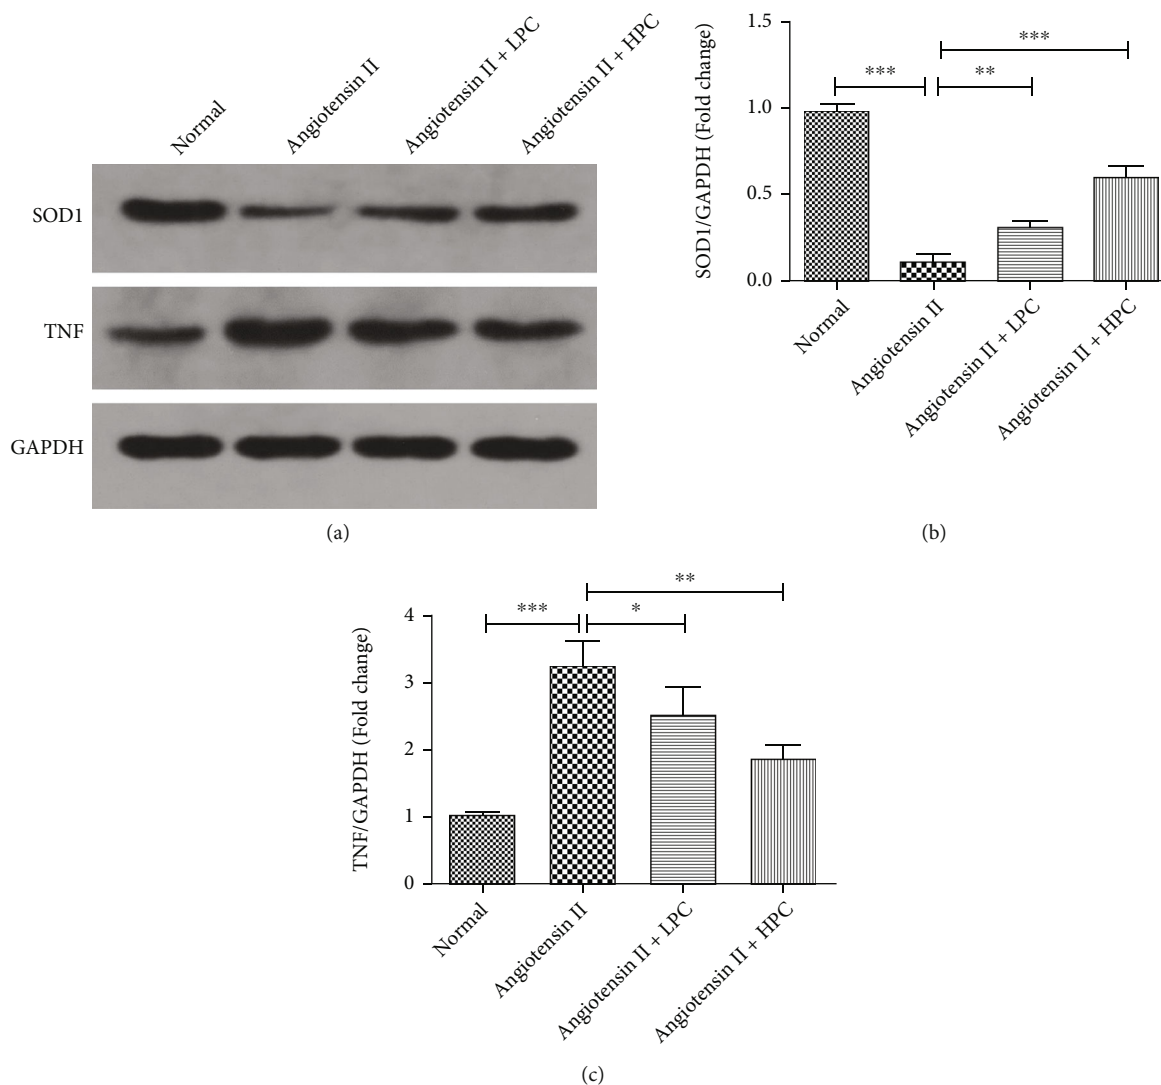 Normal
Angiotensin II
Angiotensin II + LPC
Angiotensin II + HPC
SOD1
TNF
GAPDH
(a)
SOD1/GAPDH (Fold change)
1.5
1.0
0.5
0.0
***
***
**
Normal
Angiotensin II
Angiotensin II + LPC
Angiotensin II + HPC
(b)
TNF/GAPDH (Fold change)
4
3
2
1
0
**
***
*
Normal
Angiotensin II
Angiotensin II + LPC
Angiotensin II + HPC
(c)